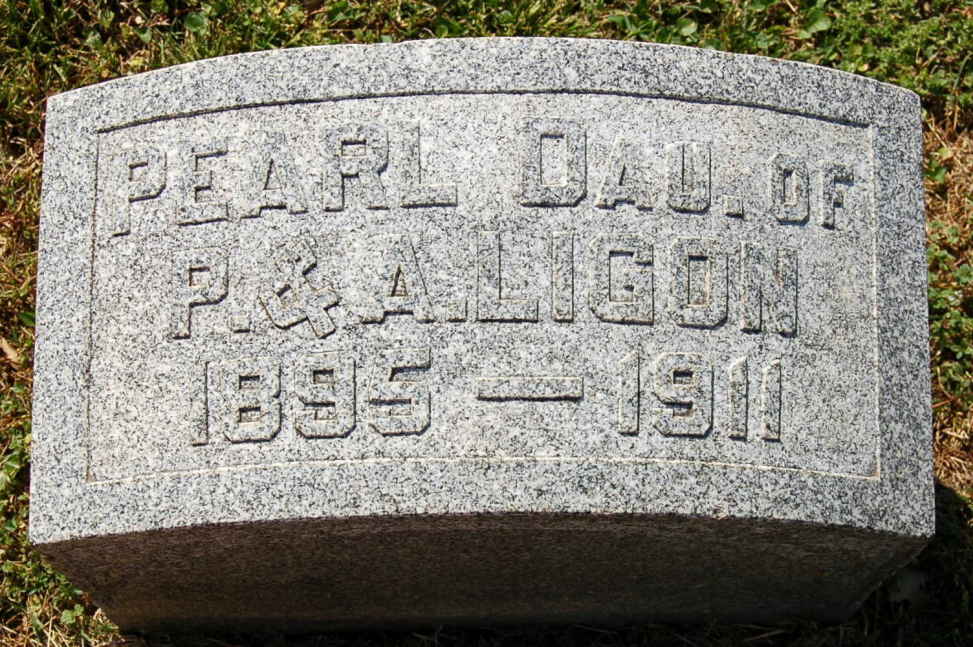 PEARL DAU. OF
P. & A. LIGON
1895 — 1911